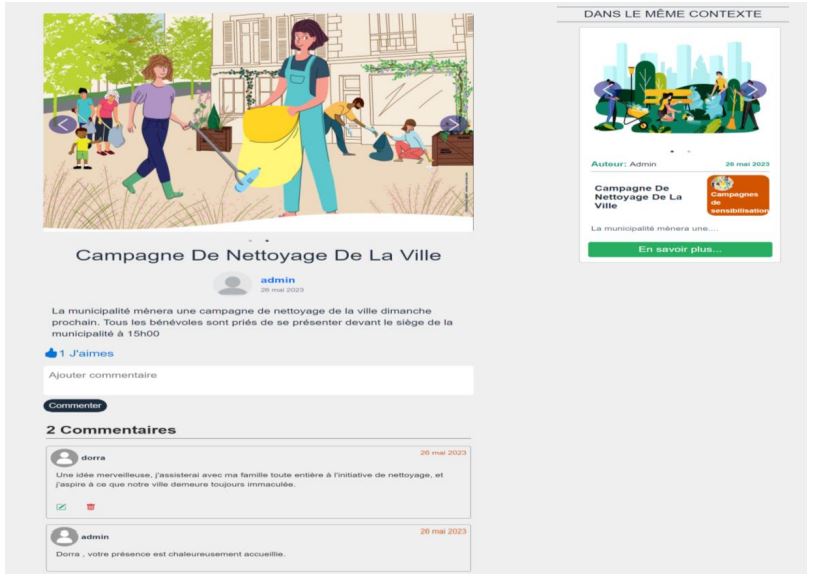 Campagne De Nettoyage De La Ville
admin
26 mai 2023
La municipalité mènera une campagne de nettoyage de la ville dimanche
prochain. Tous les bénévoles sont priés de se présenter devant le siège de la
municipalité à 15h00
1 J'aimes
Ajouter commentaire
Commenter
2 Commentaires
dorra
26 mai 2023
Une idée merveilleuse, j'assisterai avec ma famille toute entière à l'initiative de nettoyage, et
j'aspire à ce que notre ville demeure toujours immaculée.
admin
26 mai 2023
Dorra , votre présence est chaleureusement accueillie.
DANS LE MÊME CONTEXTE
Auteur: Admin
26 mai 2023
Campagne De
Nettoyage De La
Ville
Campagnes
de
sensibilisation
La municipalité mènera une....
En savoir plus...